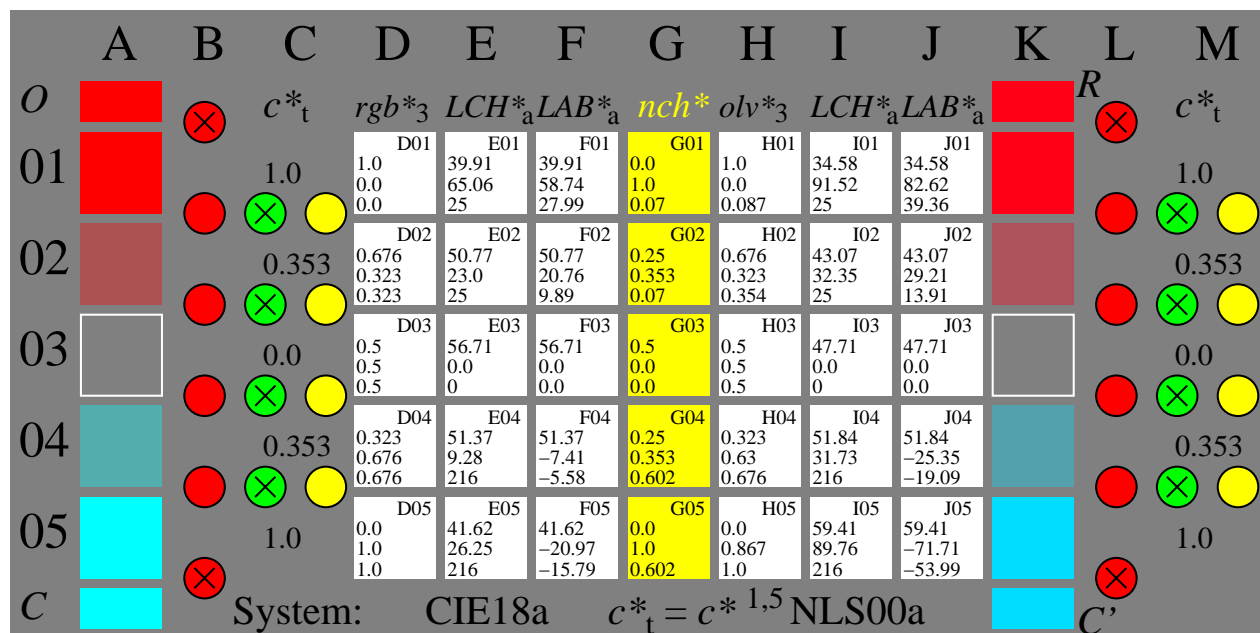 A B C D E F G H I J K L M
O c*t rgb*3 LCH*a LAB*a nch* olv*3 LCH*a LAB*a R c*t
01 1.0 D01 E01 F01 G01 H01 I01 J01 1.0
1.0 39.91 39.91 0.0 1.0 34.58 34.58
0.0 65.06 58.74 1.0 0.0 91.52 82.62
0.0 25 27.99 0.07 0.087 25 39.36
02 0.353 D02 E02 F02 G02 H02 I02 J02 0.353
0.676 50.77 50.77 0.25 0.676 43.07 43.07
0.323 23.0 20.76 0.353 0.323 32.35 29.21
0.323 25 9.89 0.07 0.354 25 13.91
03 0.0 D03 E03 F03 G03 H03 I03 J03 0.0
0.5 56.71 56.71 0.5 0.5 47.71 47.71
0.5 0.0 0.0 0.0 0.5 0.0 0.0
0.5 0 0.0 0.0 0.5 0 0.0
04 0.353 D04 E04 F04 G04 H04 I04 J04 0.353
0.323 51.37 51.37 0.25 0.323 51.84 51.84
0.676 9.28 −7.41 0.353 0.63 31.73 −25.35
0.676 216 −5.58 0.602 0.676 216 −19.09
05 1.0 D05 E05 F05 G05 H05 I05 J05 1.0
0.0 41.62 41.62 0.0 0.0 59.41 59.41
1.0 26.25 −20.97 1.0 0.867 89.76 −71.71
1.0 216 −15.79 0.602 1.0 216 −53.99
C System: CIE18a c*t = c* 1,5 NLS00a C'